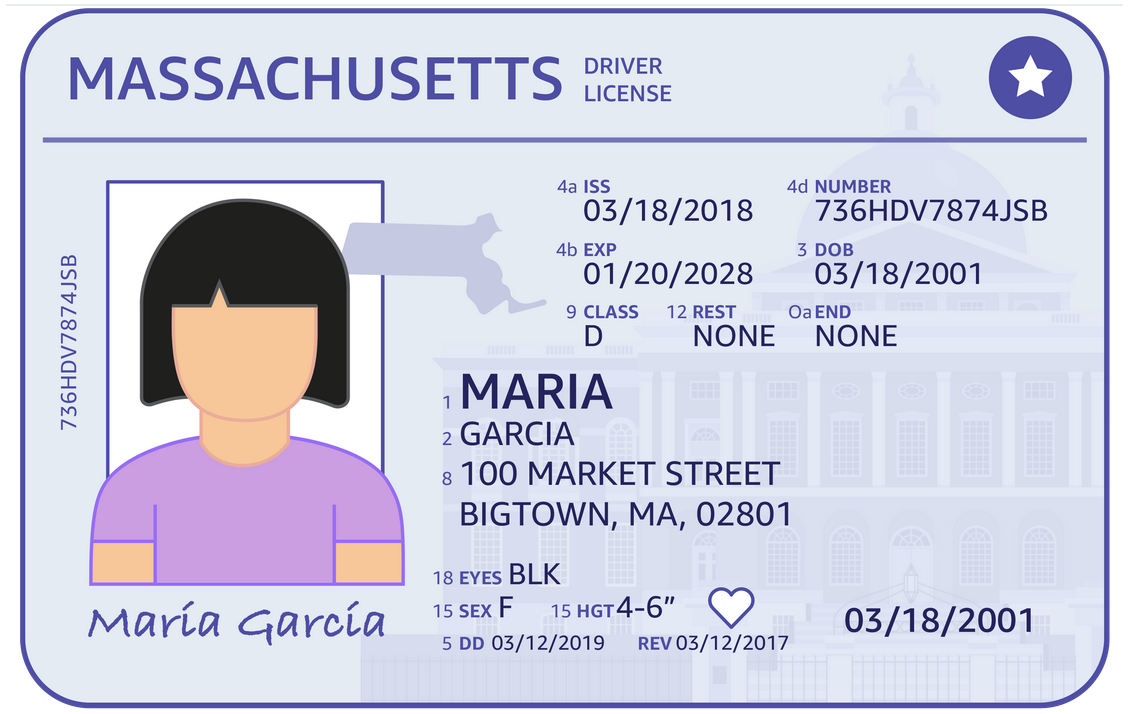 MASSACHUSETTS DRIVER LICENSE
736HDV7874JSB
4a ISS 4d NUMBER
03/18/2018 736HDV7874JSB
4b EXP 3 DOB
01/20/2028 03/18/2001
9 CLASS 12 REST Oa END
D NONE NONE
1 MARIA
2 GARCIA
8 100 MARKET STREET
BIGTOWN, MA, 02801
18 EYES BLK
15 SEX F 15 HGT 4-6”
03/18/2001
5 DD 03/12/2019 REV 03/12/2017
María García